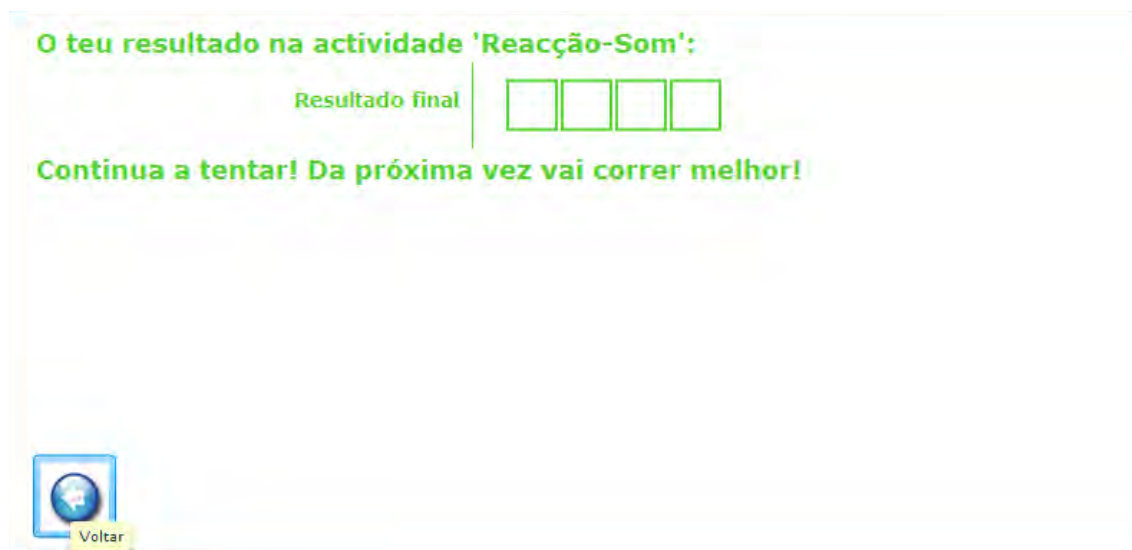 O teu resultado na actividade 'Reacção-Som':
Resultado final
Continua a tentar! Da próxima vez vai correr melhor!
Voltar